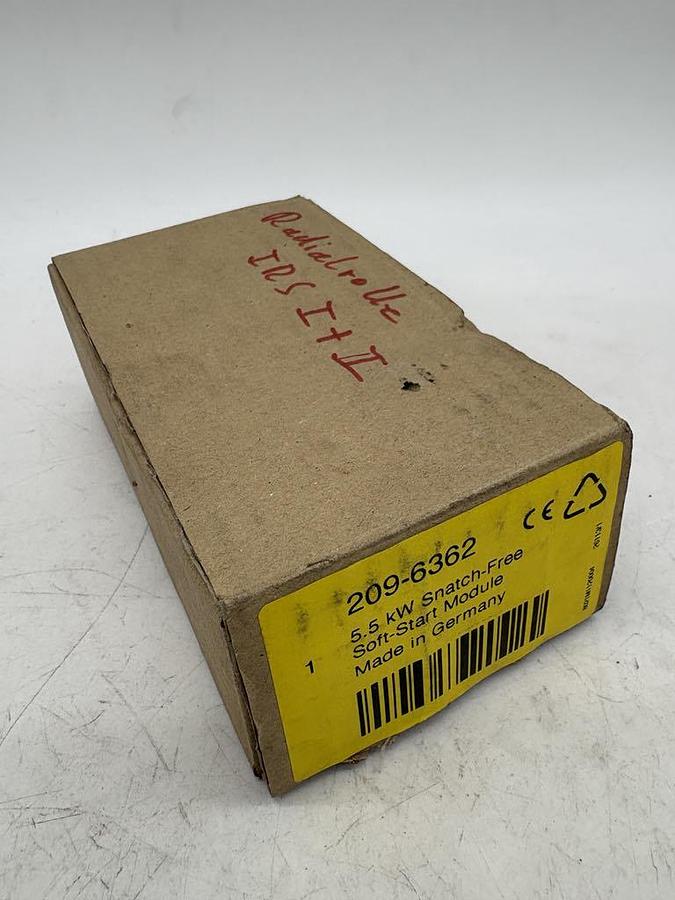 Radialrolle
IRS I + II
CE
209-6362
5.5 kW Snatch-Free
Soft-Start Module
Made in Germany
1